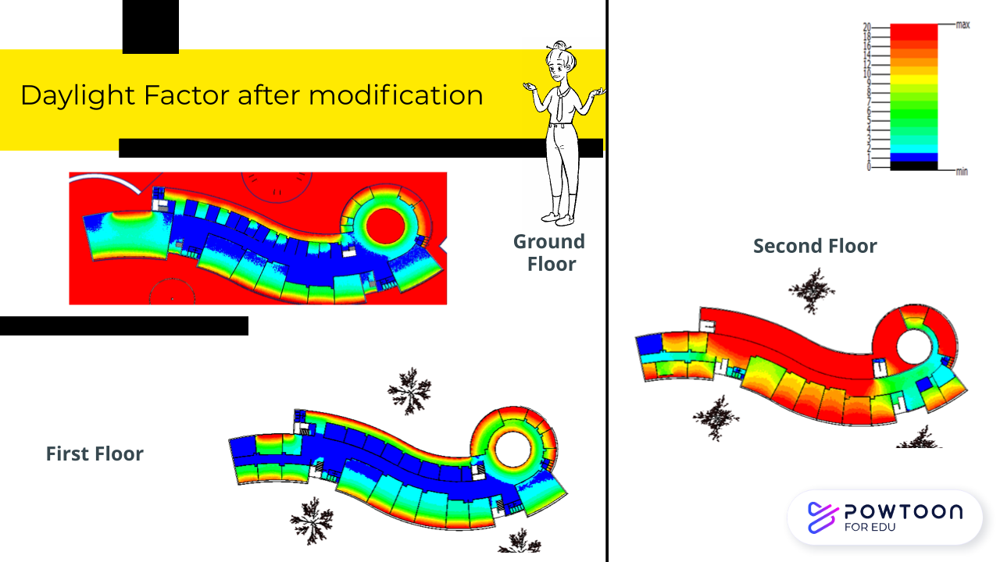 Daylight Factor after modification
Ground
Floor
First Floor
Second Floor
max
20
18
16
14
12
10
9
8
7
6
5
4
3
2
1
0
min
POWTOON
FOR EDU